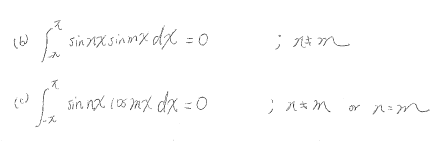 (b) ∫_{-π}^{π} sin nx sin mx dx = 0 ; n ≠ m
(c) ∫_{-π}^{π} sin nx cos mx dx = 0 ; n ≠ m or n = m